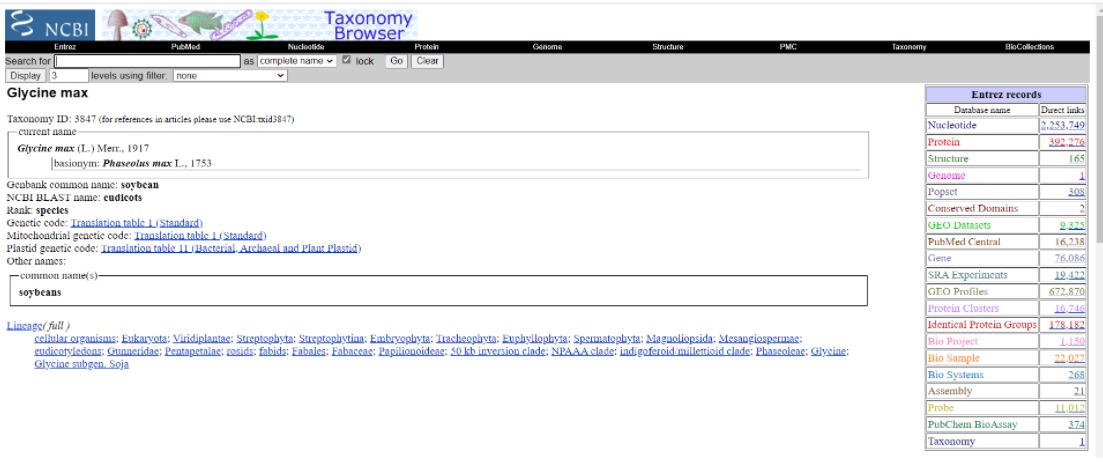 NCBI
Taxonomy
Browser
Entrez PubMed Nucleotide Protein Genome Structure PMC Taxonomy BioCollections
Search for as complete name lock Go Clear
Display 3 levels using filter: none
Glycine max
Taxonomy ID: 3847 (for references in articles please use NCBI:txid3847)
current name
Glycine max (L.) Merr., 1917
basionym: Phaseolus max L., 1753
Genbank common name: soybean
NCBI BLAST name: eudicots
Rank: species
Genetic code: Translation table 1 (Standard)
Mitochondrial genetic code: Translation table 1 (Standard)
Plastid genetic code: Translation table 11 (Bacterial, Archaeal and Plant Plastid)
Other names:
common name(s)
soybeans
Lineage( full )
cellular organisms; Eukaryota; Viridiplantae; Streptophyta; Streptophytina; Embryophyta; Tracheophyta; Euphyllophyta; Spermatophyta; Magnoliopsida; Mesangiospermae;
eudicotyledons; Gunneridae; Pentapetalae; rosids; fabids; Fabales; Fabaceae; Papilionoideae; 50 kb inversion clade; NPAAA clade; indigoferoid/millettioid clade; Phaseoleae; Glycine;
Glycine subgen. Soja
Entrez records
Database name Direct links
Nucleotide 2,253,749
Protein 392,276
Structure 165
Genome 1
Popset 308
Conserved Domains 2
GEO Datasets 9,325
PubMed Central 16,238
Gene 76,086
SRA Experiments 19,422
GEO Profiles 672,870
Protein Clusters 16,746
Identical Protein Groups 178,182
Bio Project 1,150
Bio Sample 22,027
Bio Systems 268
Assembly 21
Probe 11,012
PubChem BioAssay 374
Taxonomy 1